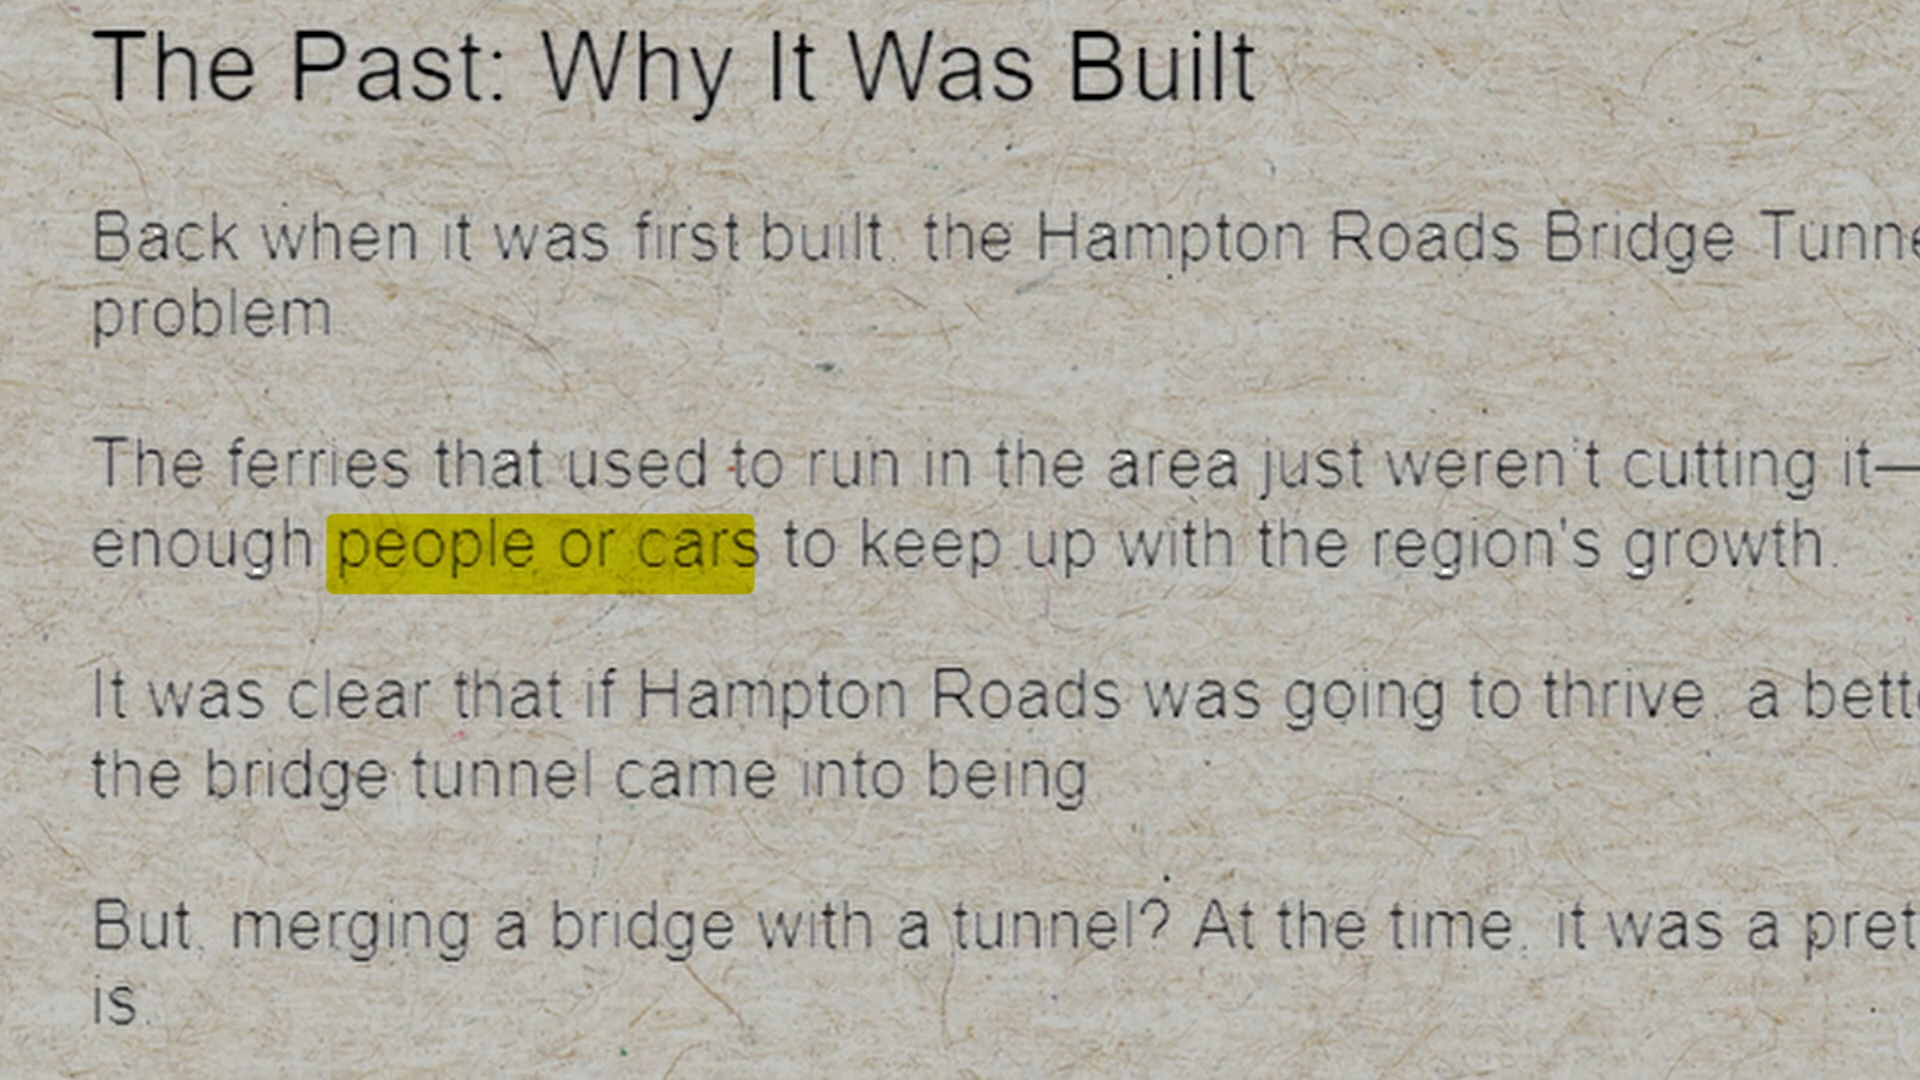 The Past: Why It Was Built
Back when it was first built, the Hampton Roads Bridge
problem.
The ferries that used to run in the area just weren't cutting it—
enough people or cars to keep up with the region's growth.
It was clear that if Hampton Roads was going to thrive, a
the bridge tunnel came into being
But, merging a bridge with a tunnel? At the time, it was a
is.